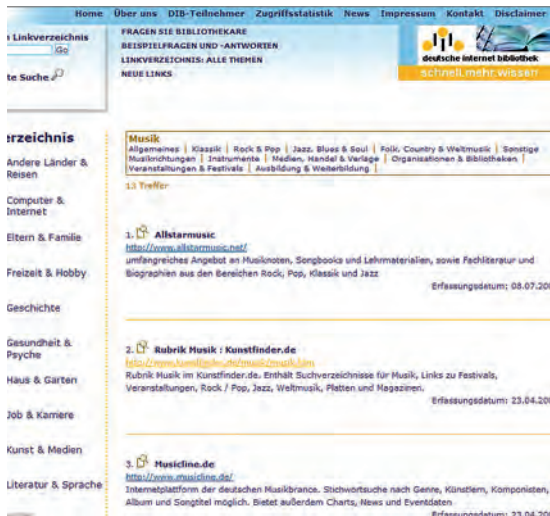 Home Über uns DIB-Teilnehmer Zugriffsstatistik News Impressum Kontakt Disclaimer
n Linkverzeichnis
Go
te Suche
FRAGEN SIE BIBLIOTHEKARE
BEISPIELFRAGEN UND -ANTWORTEN
LINKVERZEICHNIS: ALLE THEMEN
NEUE LINKS
deutsche internet bibliothek
schnell.mehr.wissen
erzeichnis
Andere Länder &
Reisen
Computer &
Internet
Eltern & Familie
Freizeit & Hobby
Geschichte
Gesundheit &
Psyche
Haus & Garten
Job & Karriere
Kunst & Medien
Literatur & Sprache
Musik
Allgemeines | Klassik | Rock & Pop | Jazz, Blues & Soul | Folk, Country & Weltmusik | Sonstige
Musikrichtungen | Instrumente | Medien, Handel & Verlage | Organisationen & Bibliotheken |
Veranstaltungen & Festivals | Ausbildung & Weiterbildung |
13 Treffer
1. Allstarmusic
http://www.allstarmusic.net/
umfangreiches Angebot an Musiknoten, Songbooks und Lehrmaterialien, sowie Fachliteratur und
Biographien aus den Bereichen Rock, Pop, Klassik und Jazz
Erfassungsdatum: 08.07.20
2. Rubrik Musik : Kunstfinder.de
Rubrik Musik im Kunstfinder.de. Enthält Suchverzeichnisse für Musik, Links zu Festivals,
Veranstaltungen, Rock / Pop, Jazz, Weltmusik, Platten und Magazinen.
Erfassungsdatum: 23.04.20
3. Musicline.de
http://www.musicline.de/
Internetplattform der deutschen Musikbrance. Stichwortsuche nach Genre, Künstlern, Komponisten,
Album und Songtitel möglich. Bietet außerdem Charts, News und Eventdaten
Erfassungsdatum: 23.04.20